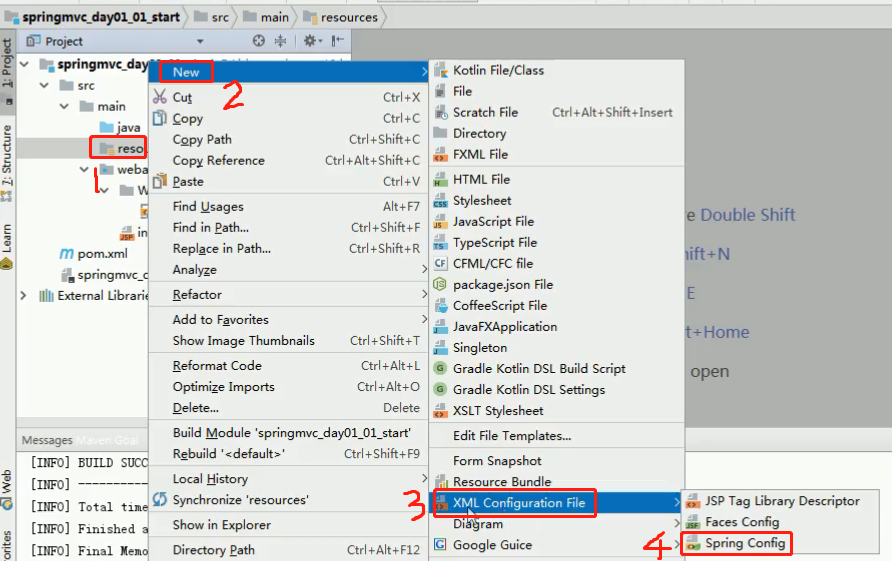 springmvc_day01_01_start src main resources
1: Project
7: Structure
Learn
Web
Project
springmvc_da
src
main
java
reso
weba
W
in
pom.xml
springmvc_c
External Librarie
1
2
3
4
New
Cut Ctrl+X
Copy Ctrl+C
Copy Path Ctrl+Shift+C
Copy Reference Ctrl+Alt+Shift+C
Paste Ctrl+V
Find Usages Alt+F7
Find in Path... Ctrl+Shift+F
Replace in Path... Ctrl+Shift+R
Analyze
Refactor
Add to Favorites
Show Image Thumbnails Ctrl+Shift+T
Reformat Code Ctrl+Alt+L
Optimize Imports Ctrl+Alt+O
Delete... Delete
Build Module 'springmvc_day01_01_start'
Rebuild '<default>' Ctrl+Shift+F9
Local History
Synchronize 'resources'
Show in Explorer
Directory Path Ctrl+Alt+F12
Kotlin File/Class
File
Scratch File Ctrl+Alt+Shift+Insert
Directory
FXML File
HTML File
Stylesheet
JavaScript File
TypeScript File
CFML/CFC file
package.json File
CoffeeScript File
JavaFXApplication
Singleton
Gradle Kotlin DSL Build Script
Gradle Kotlin DSL Settings
XSLT Stylesheet
Edit File Templates...
Form Snapshot
Resource Bundle
XML Configuration File
Diagram
Google Guice
JSP Tag Library Descriptor
Faces Config
Spring Config
e Double Shift
ift+N
E
t+Home
open
Messages Maven Goal
[INFO] BUILD SUCC
[INFO] ----------
[INFO] Total time
[INFO] Finished a
[INFO] Final Memo